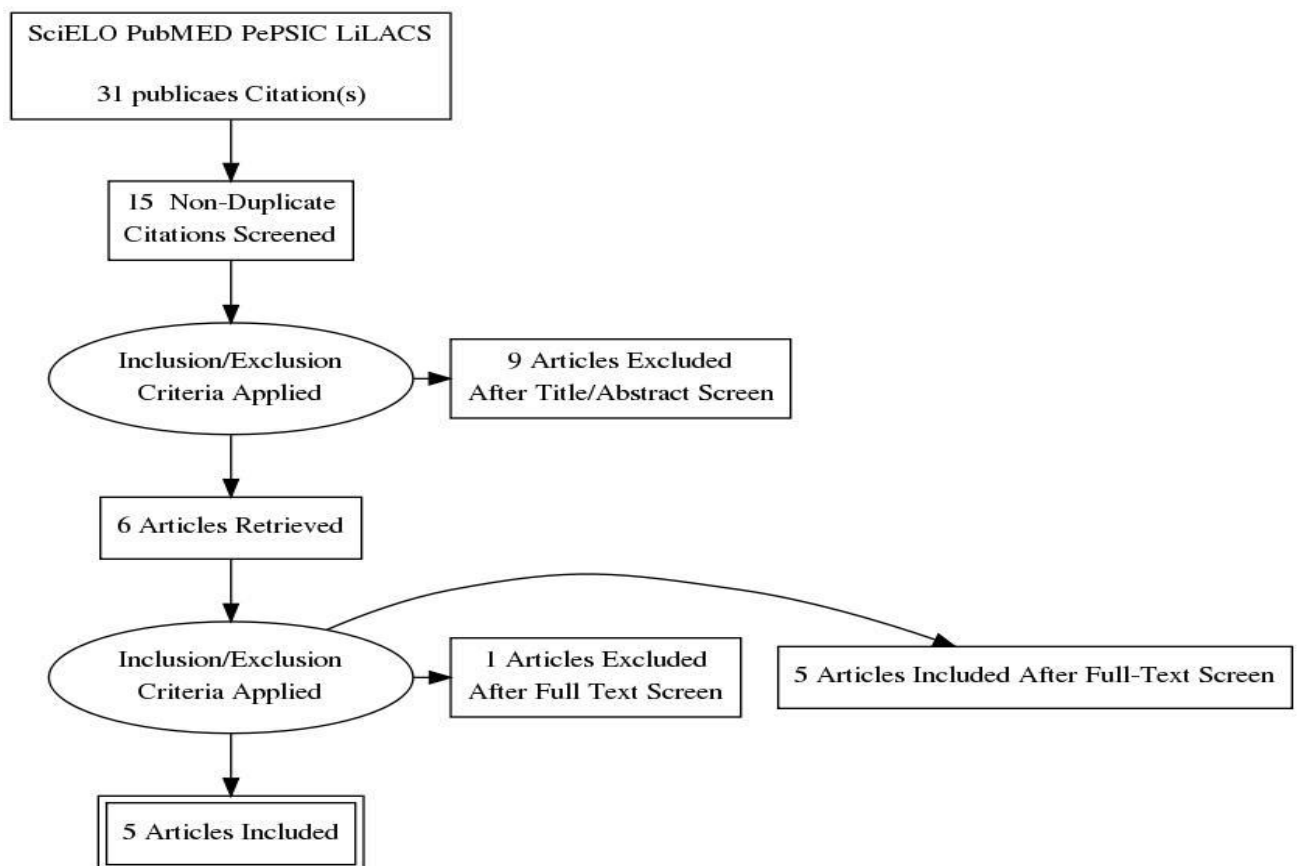 SciELO PubMED PePSIC LiLACS
31 publicaes Citation(s)
15 Non-Duplicate
Citations Screened
Inclusion/Exclusion
Criteria Applied
9 Articles Excluded
After Title/Abstract Screen
6 Articles Retrieved
Inclusion/Exclusion
Criteria Applied
1 Articles Excluded
After Full Text Screen
5 Articles Included After Full-Text Screen
5 Articles Included